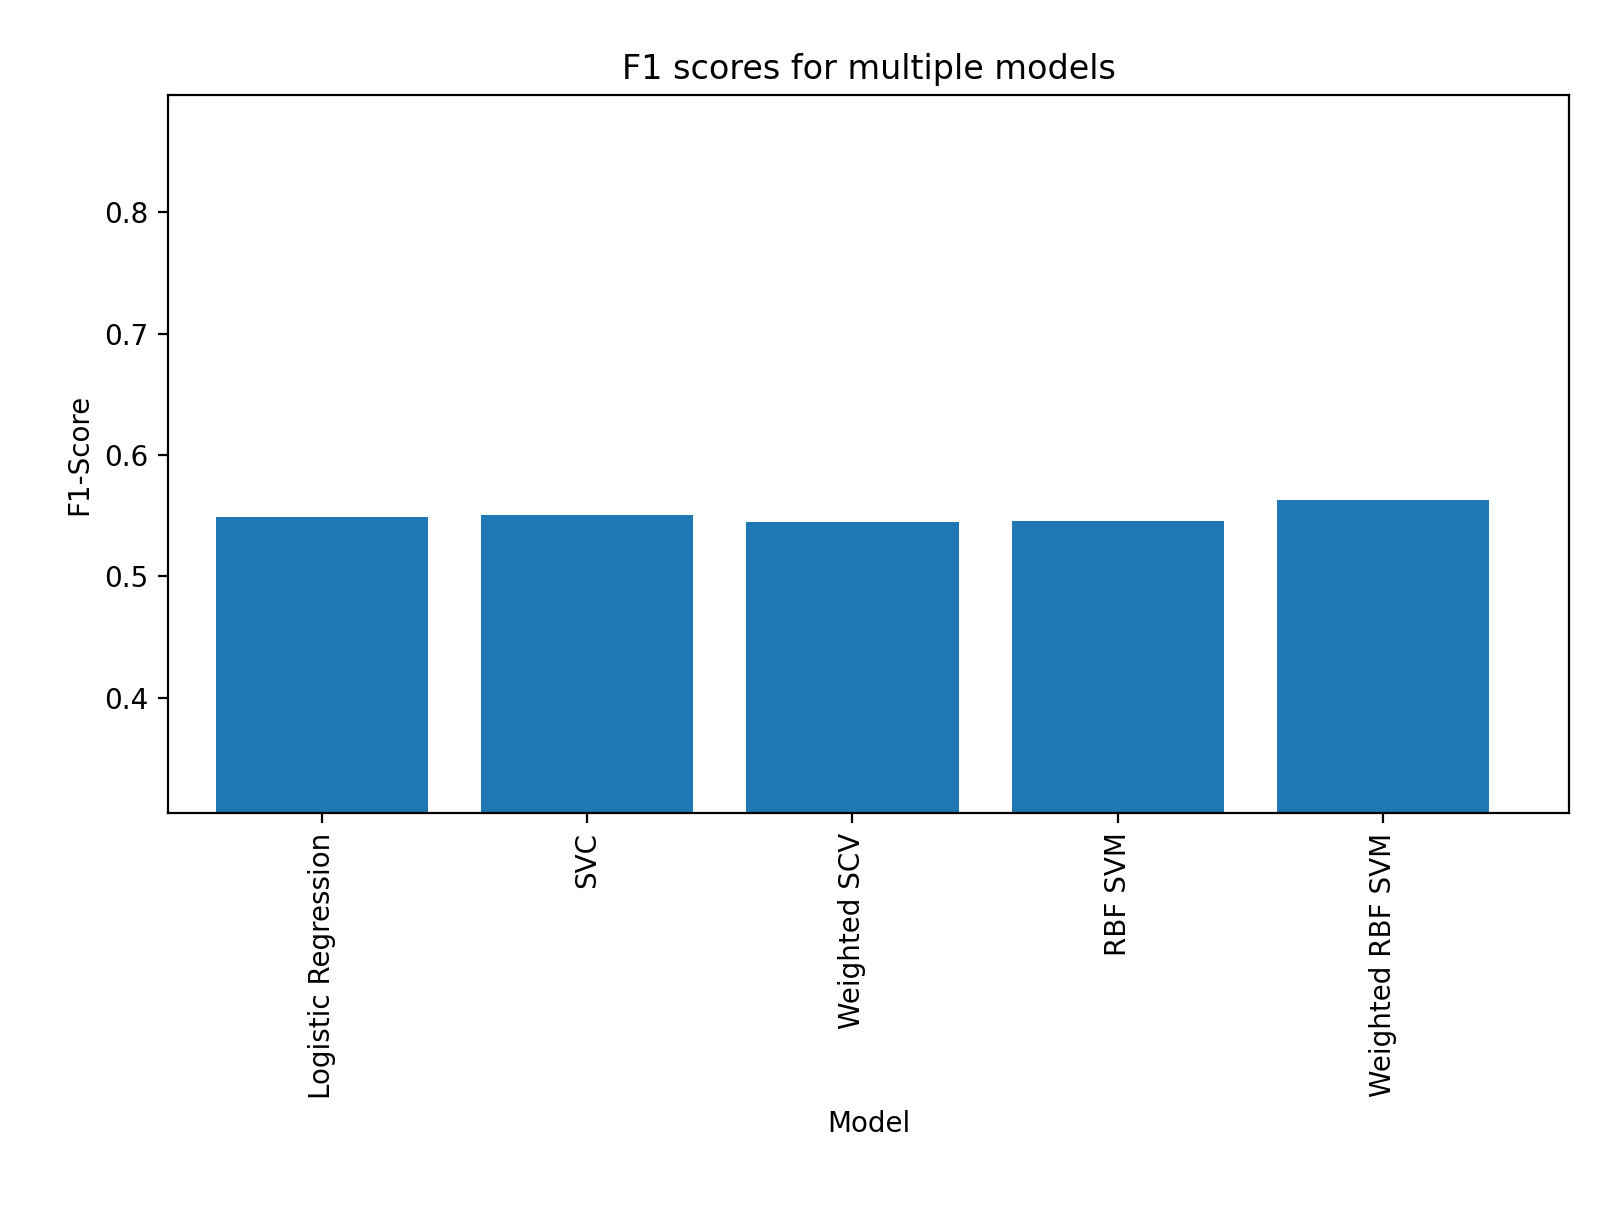 F1 scores for multiple models
F1-Score
0.8
0.7
0.6
0.5
0.4
Logistic Regression
SVC
Weighted SCV
RBF SVM
Weighted RBF SVM
Model